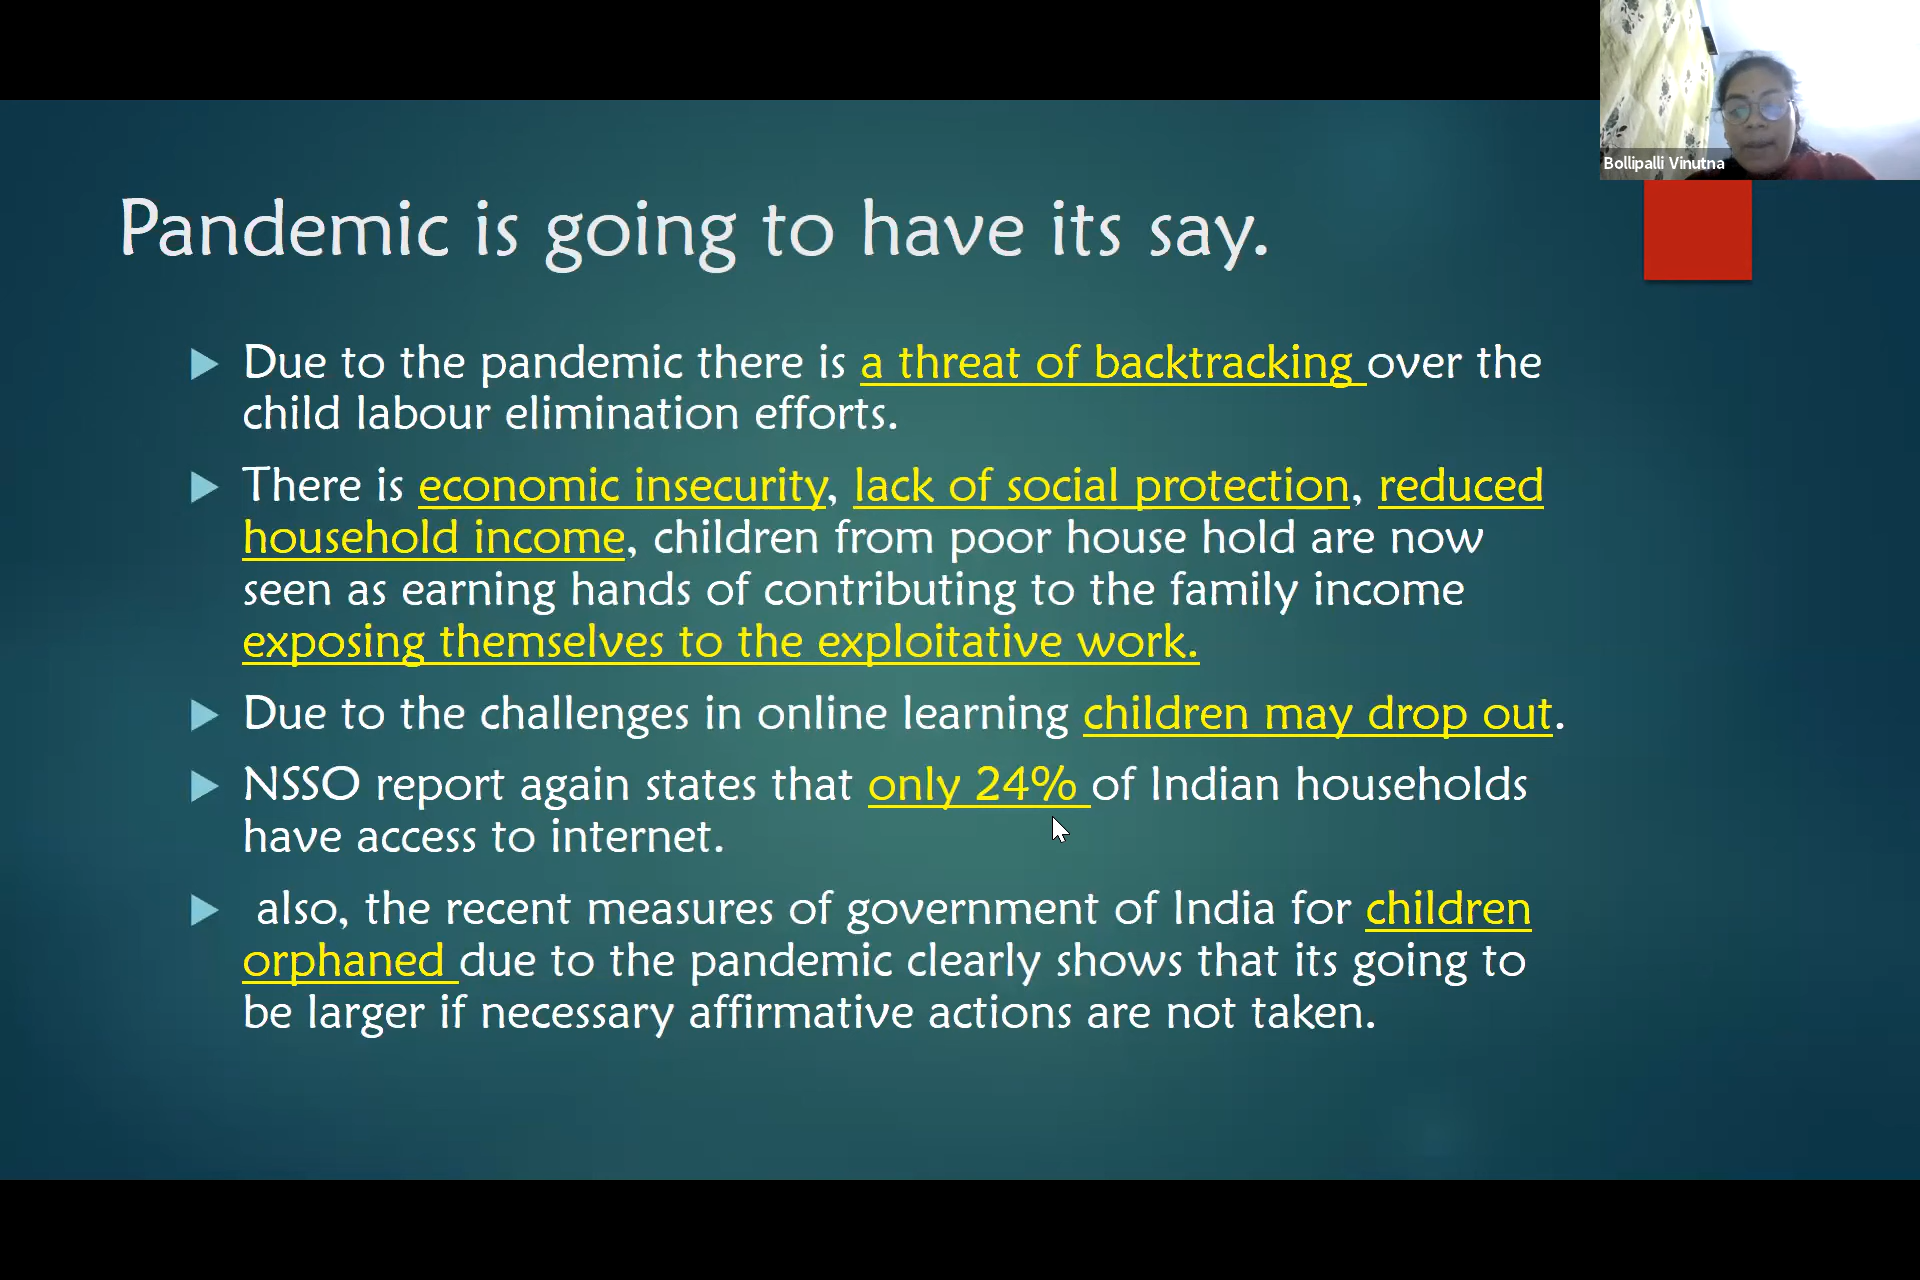 Bollipalli Vinutna
Pandemic is going to have its say.
Due to the pandemic there is a threat of backtracking over the
child labour elimination efforts.
There is economic insecurity, lack of social protection, reduced
household income, children from poor house hold are now
seen as earning hands of contributing to the family income
exposing themselves to the exploitative work.
Due to the challenges in online learning children may drop out.
NSSO report again states that only 24% of Indian households
have access to internet.
also, the recent measures of government of India for children
orphaned due to the pandemic clearly shows that its going to
be larger if necessary affirmative actions are not taken.